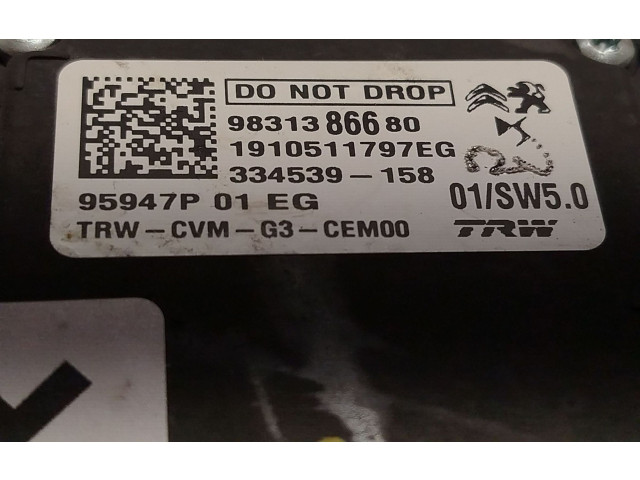 DO NOT DROP
98313 866 80
1910511797EG
334539-158
95947P 01 EG
01/SW5.0
TRW-CVM-G3-CEM00
TRW